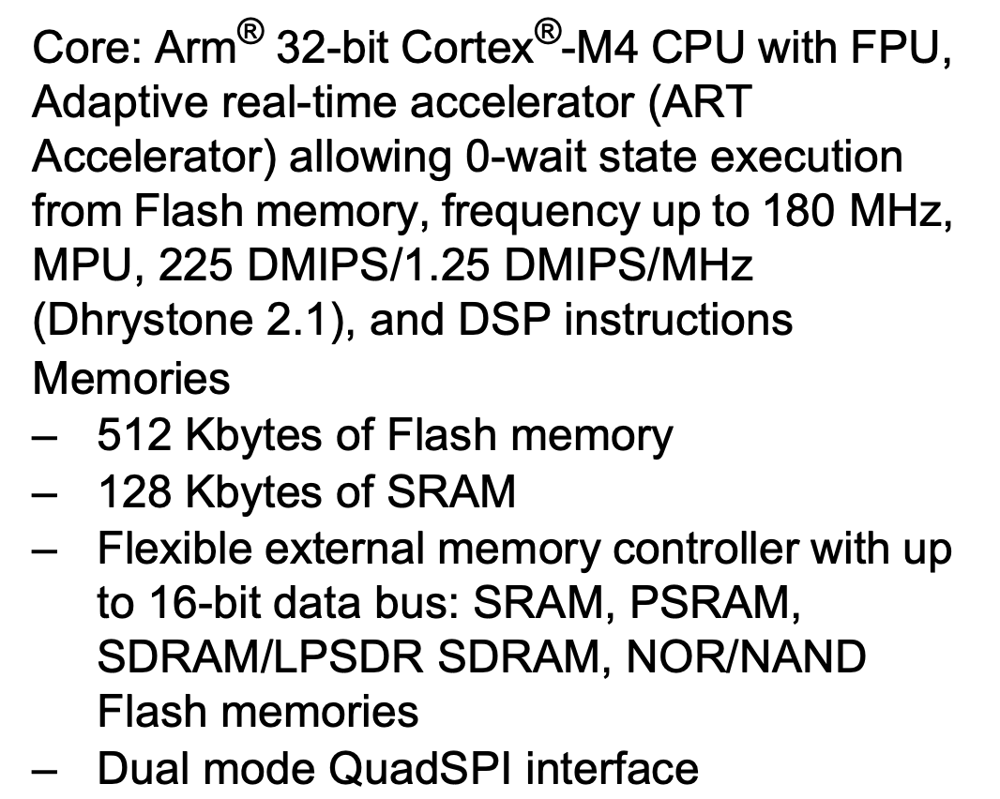 Core: Arm® 32-bit Cortex®-M4 CPU with FPU,
Adaptive real-time accelerator (ART
Accelerator) allowing 0-wait state execution
from Flash memory, frequency up to 180 MHz,
MPU, 225 DMIPS/1.25 DMIPS/MHz
(Dhrystone 2.1), and DSP instructions
Memories
– 512 Kbytes of Flash memory
– 128 Kbytes of SRAM
– Flexible external memory controller with up
to 16-bit data bus: SRAM, PSRAM,
SDRAM/LPSDR SDRAM, NOR/NAND
Flash memories
– Dual mode QuadSPI interface